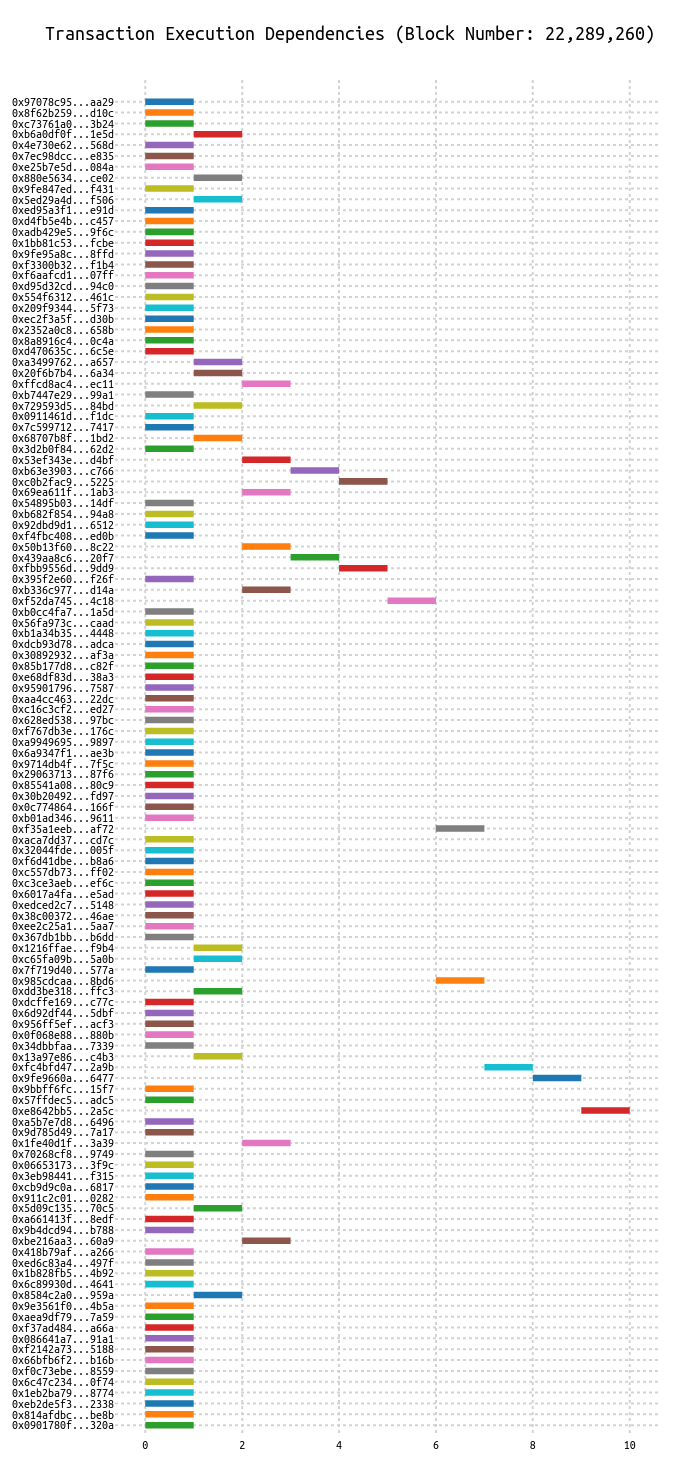 Transaction Execution Dependencies (Block Number: 22,289,260)
0x97078c95...aa29
0x8f62b259...d10c
0xc73761a0...3b24
0xb6a0df0f...1e5d
0x4e730e62...568d
0x7ec98dcc...e835
0xe25b7e5d...084a
0x880e5634...ce02
0x9fe847ed...f431
0x5ed29a4d...f506
0xed95a3f1...e91d
0xd4fb5e4b...c457
0xadb429e5...9f6c
0x1bb81c53...fcbe
0x9fe95a8c...8ffd
0xf3300b32...f1b4
0xf6aafcd1...07ff
0xd95d32cd...94c0
0x554f6312...461c
0x209f9344...5f73
0xec2f3a5f...d30b
0x2352a0c8...658b
0x8a8916c4...0c4a
0xd470635c...6c5e
0xa3499762...a657
0x20f6b7b4...6a34
0xffcd8ac4...ec11
0xb7447e29...99a1
0x729593d5...84bd
0x0911461d...f1dc
0x7c599712...7417
0x68707b8f...1bd2
0x3d2b0f84...62d2
0x53ef343e...d4bf
0xb63e3903...c766
0xc0b2fac9...5225
0x69ea611f...1ab3
0x54895b03...14df
0xb682f854...94a8
0x92dbd9d1...6512
0xf4fbc408...ed0b
0x50b13f60...8c22
0x439aa8c6...20f7
0xfbb9556d...9dd9
0x395f2e60...f26f
0xb336c977...d14a
0xf52da745...4c18
0xb0cc4fa7...1a5d
0x56fa973c...caad
0xb1a34b35...4448
0xdcb93d78...adca
0x30892932...af3a
0x85b177d8...c82f
0xe68df83d...38a3
0x95901796...7587
0xaa4cc463...22dc
0xc16c3cf2...ed27
0x628ed538...97bc
0xf767db3e...176c
0xa9949695...9897
0x6a9347f1...ae3b
0x9714db4f...7f5c
0x29063713...87f6
0x85541a08...80c9
0x30b20492...fd97
0x0c774864...166f
0xb01ad346...9611
0xf35a1eeb...af72
0xaca7dd37...cd7c
0x32044fde...005f
0xf6d41dbe...b8a6
0xc557db73...ff02
0xc3ce3aeb...ef6c
0x6017a4fa...e5ad
0xedced2c7...5148
0x38c00372...46ae
0xee2c25a1...5aa7
0x367db1bb...b6dd
0x1216ffae...f9b4
0xc65fa09b...5a0b
0x7f719d40...577a
0x985cdcaa...8bd6
0xdd3be318...ffc3
0xdcffe169...c77c
0x6d92df44...5dbf
0x956ff5ef...acf3
0x0f068e88...880b
0x34dbbfaa...7339
0x13a97e86...c4b3
0xfc4bfd47...2a9b
0x9fe9660a...6477
0x9bbff6fc...15f7
0x57ffdec5...adc5
0xe8642bb5...2a5c
0xa5b7e7d8...6496
0x9d785d49...7a17
0x1fe40d1f...3a39
0x70268cf8...9749
0x06653173...3f9c
0x3eb98441...f315
0xcb9d9c0a...6817
0x911c2c01...0282
0x5d09c135...70c5
0xa661413f...8edf
0x9b4dcd94...b788
0xbe216aa3...60a9
0x418b79af...a266
0xed6c83a4...497f
0x1b828fb5...4b92
0x6c89930d...4641
0x8584c2a0...959a
0x9e3561f0...4b5a
0xaea9df79...7a59
0xf37ad484...a66a
0x086641a7...91a1
0xf2142a73...5188
0x66bfb6f2...b16b
0xf0c73ebe...8559
0x6c47c234...0f74
0x1eb2ba79...8774
0xeb2de5f3...2338
0x814afdbc...be8b
0x0901780f...320a
0 2 4 6 8 10